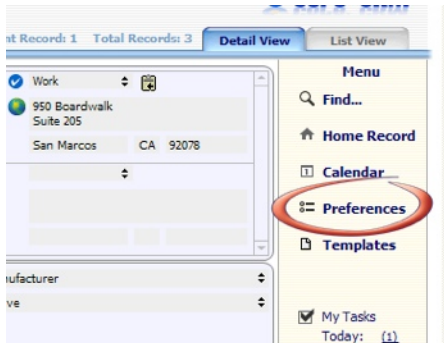 nt Record: 1 Total Records: 3 Detail View List View
Menu
Work
Find...
950 Boardwalk
Suite 205
Home Record
San Marcos CA 92078
Calendar
Preferences
Templates
ufacturer
ve
My Tasks
Today: (1)